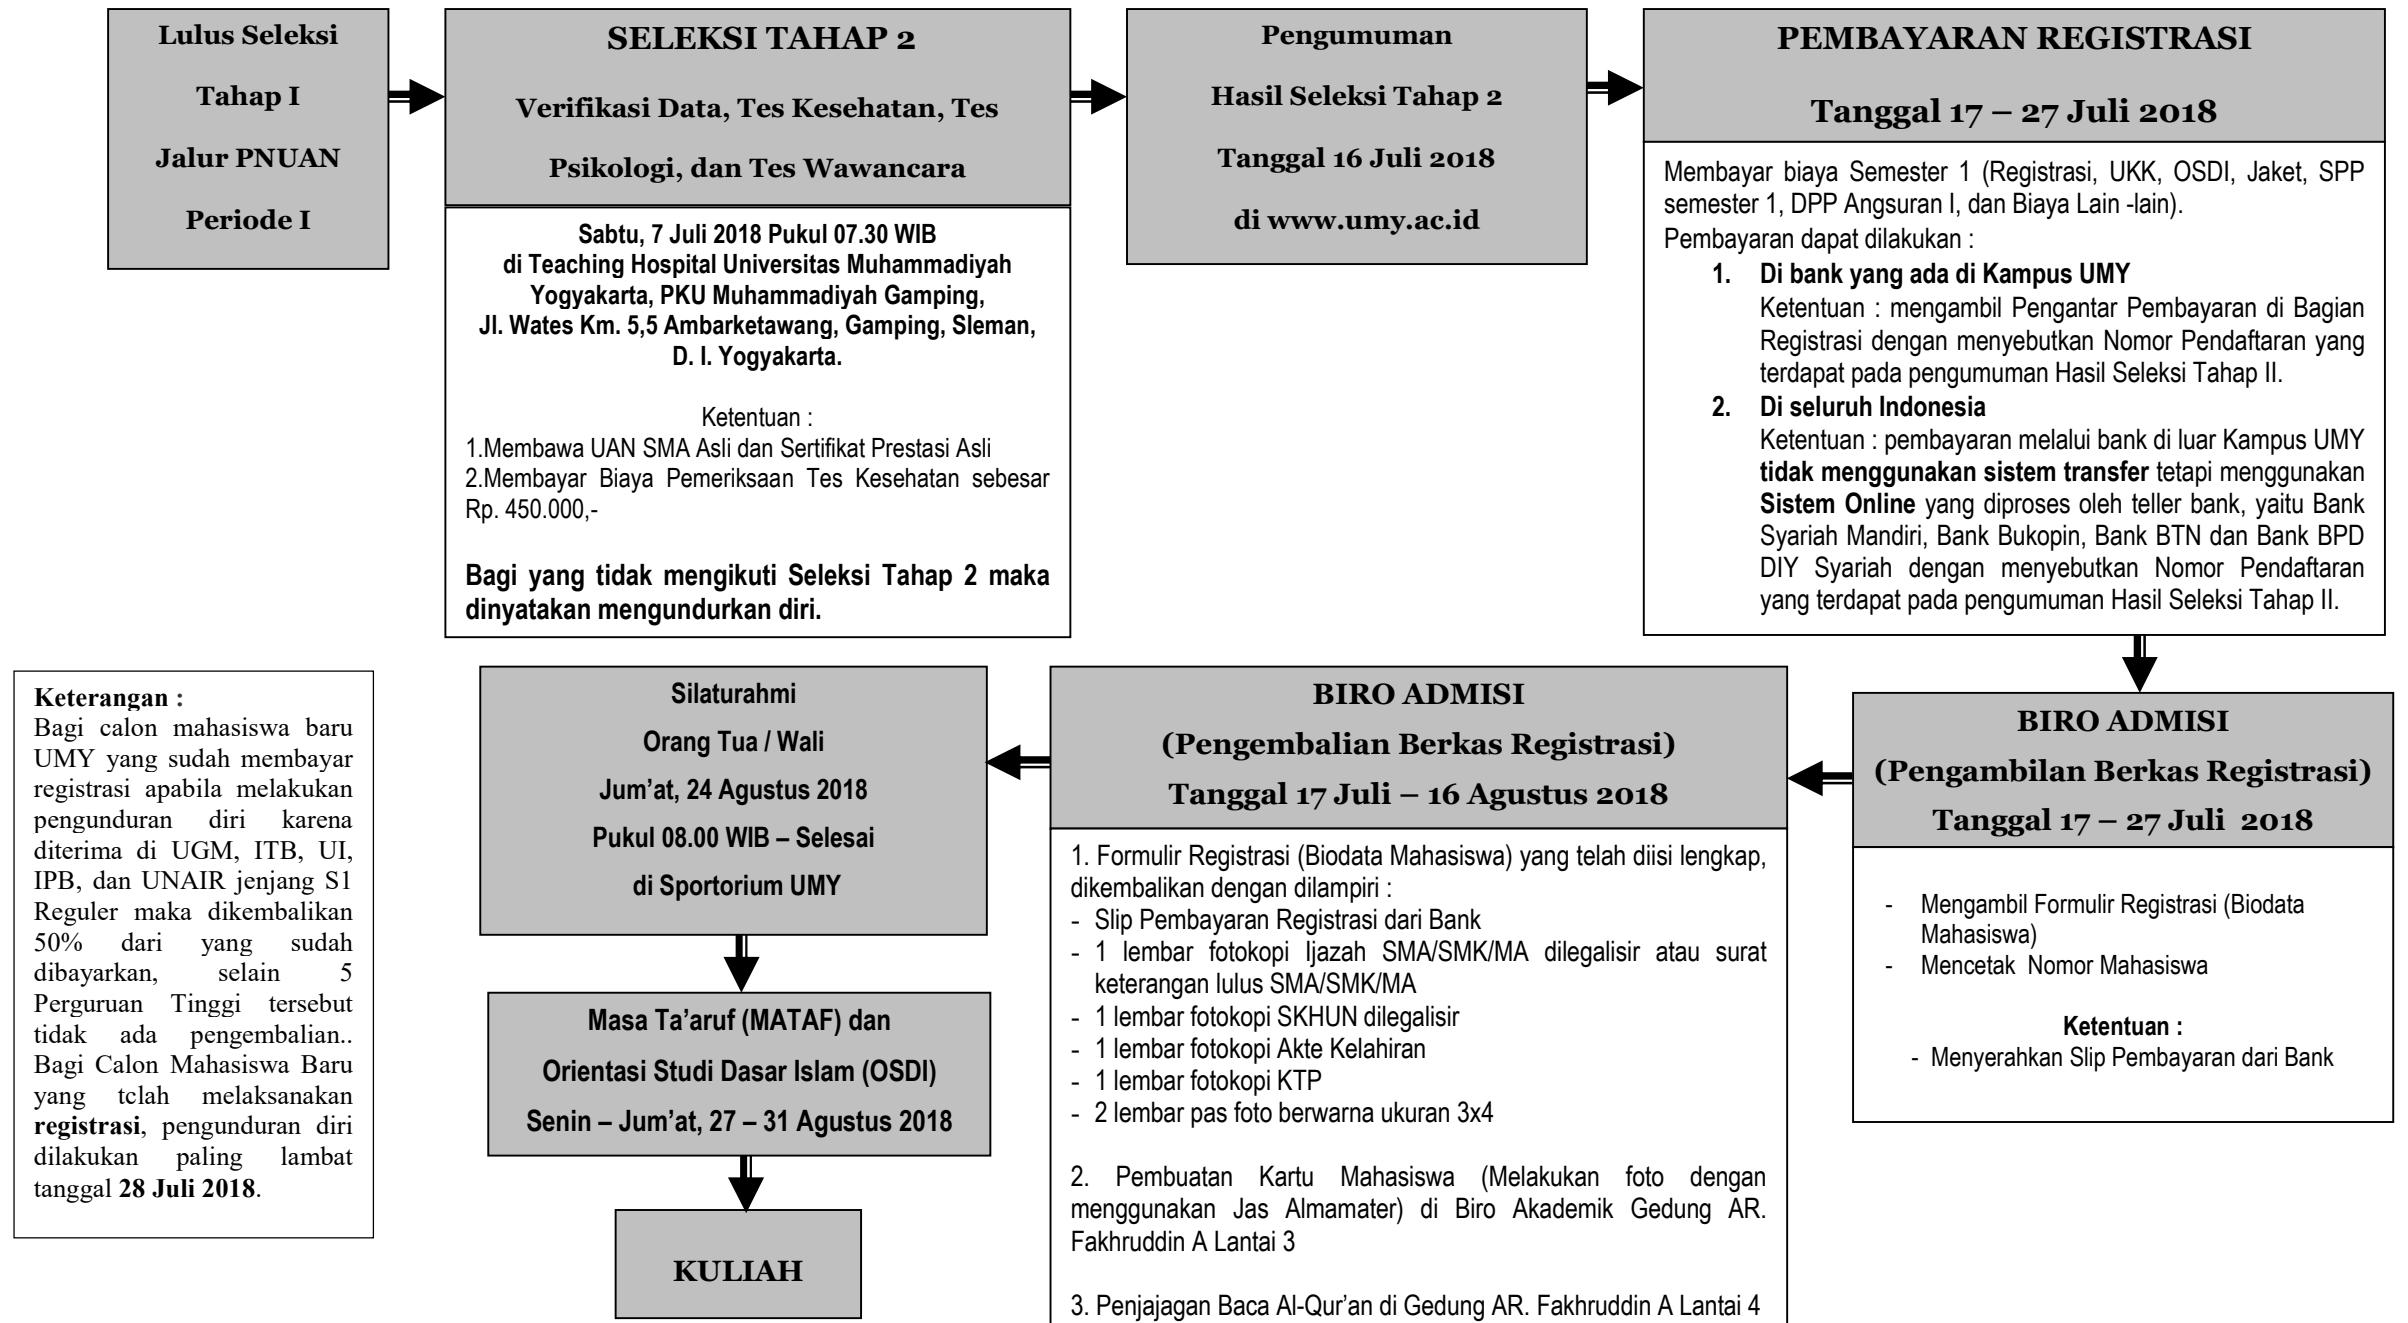 Lulus Seleksi
Tahap I
Jalur PNUAN
Periode I
SELEKSI TAHAP 2
Verifikasi Data, Tes Kesehatan, Tes
Psikologi, dan Tes Wawancara
Sabtu, 7 Juli 2018 Pukul 07.30 WIB
di Teaching Hospital Universitas Muhammadiyah
Yogyakarta, PKU Muhammadiyah Gamping,
Jl. Wates Km. 5,5 Ambarketawang, Gamping, Sleman,
D. I. Yogyakarta.
Ketentuan :
1.Membawa UAN SMA Asli dan Sertifikat Prestasi Asli
2.Membayar Biaya Pemeriksaan Tes Kesehatan sebesar
Rp. 450.000,-
Bagi yang tidak mengikuti Seleksi Tahap 2 maka
dinyatakan mengundurkan diri.
Pengumuman
Hasil Seleksi Tahap 2
Tanggal 16 Juli 2018
di www.umy.ac.id
PEMBAYARAN REGISTRASI
Tanggal 17 – 27 Juli 2018
Membayar biaya Semester 1 (Registrasi, UKK, OSDI, Jaket, SPP
semester 1, DPP Angsuran I, dan Biaya Lain -lain).
Pembayaran dapat dilakukan :
1. Di bank yang ada di Kampus UMY
Ketentuan : mengambil Pengantar Pembayaran di Bagian
Registrasi dengan menyebutkan Nomor Pendaftaran yang
terdapat pada pengumuman Hasil Seleksi Tahap II.
2. Di seluruh Indonesia
Ketentuan : pembayaran melalui bank di luar Kampus UMY
tidak menggunakan sistem transfer tetapi menggunakan
Sistem Online yang diproses oleh teller bank, yaitu Bank
Syariah Mandiri, Bank Bukopin, Bank BTN dan Bank BPD
DIY Syariah dengan menyebutkan Nomor Pendaftaran
yang terdapat pada pengumuman Hasil Seleksi Tahap II.
BIRO ADMISI
(Pengambilan Berkas Registrasi)
Tanggal 17 – 27 Juli 2018
- Mengambil Formulir Registrasi (Biodata
Mahasiswa)
- Mencetak Nomor Mahasiswa
Ketentuan :
- Menyerahkan Slip Pembayaran dari Bank
BIRO ADMISI
(Pengembalian Berkas Registrasi)
Tanggal 17 Juli – 16 Agustus 2018
1. Formulir Registrasi (Biodata Mahasiswa) yang telah diisi lengkap,
dikembalikan dengan dilampiri :
- Slip Pembayaran Registrasi dari Bank
- 1 lembar fotokopi Ijazah SMA/SMK/MA dilegalisir atau surat
keterangan lulus SMA/SMK/MA
- 1 lembar fotokopi SKHUN dilegalisir
- 1 lembar fotokopi Akte Kelahiran
- 1 lembar fotokopi KTP
- 2 lembar pas foto berwarna ukuran 3x4
2. Pembuatan Kartu Mahasiswa (Melakukan foto dengan
menggunakan Jas Almamater) di Biro Akademik Gedung AR.
Fakhruddin A Lantai 3
3. Penjajagan Baca Al-Qur’an di Gedung AR. Fakhruddin A Lantai 4
Silaturahmi
Orang Tua / Wali
Jum’at, 24 Agustus 2018
Pukul 08.00 WIB – Selesai
di Sportorium UMY
Masa Ta’aruf (MATAF) dan
Orientasi Studi Dasar Islam (OSDI)
Senin – Jum’at, 27 – 31 Agustus 2018
KULIAH
Keterangan :
Bagi calon mahasiswa baru
UMY yang sudah membayar
registrasi apabila melakukan
pengunduran diri karena
diterima di UGM, ITB, UI,
IPB, dan UNAIR jenjang S1
Reguler maka dikembalikan
50% dari yang sudah
dibayarkan, selain 5
Perguruan Tinggi tersebut
tidak ada pengembalian..
Bagi Calon Mahasiswa Baru
yang tclah melaksanakan
registrasi, pengunduran diri
dilakukan paling lambat
tanggal 28 Juli 2018.